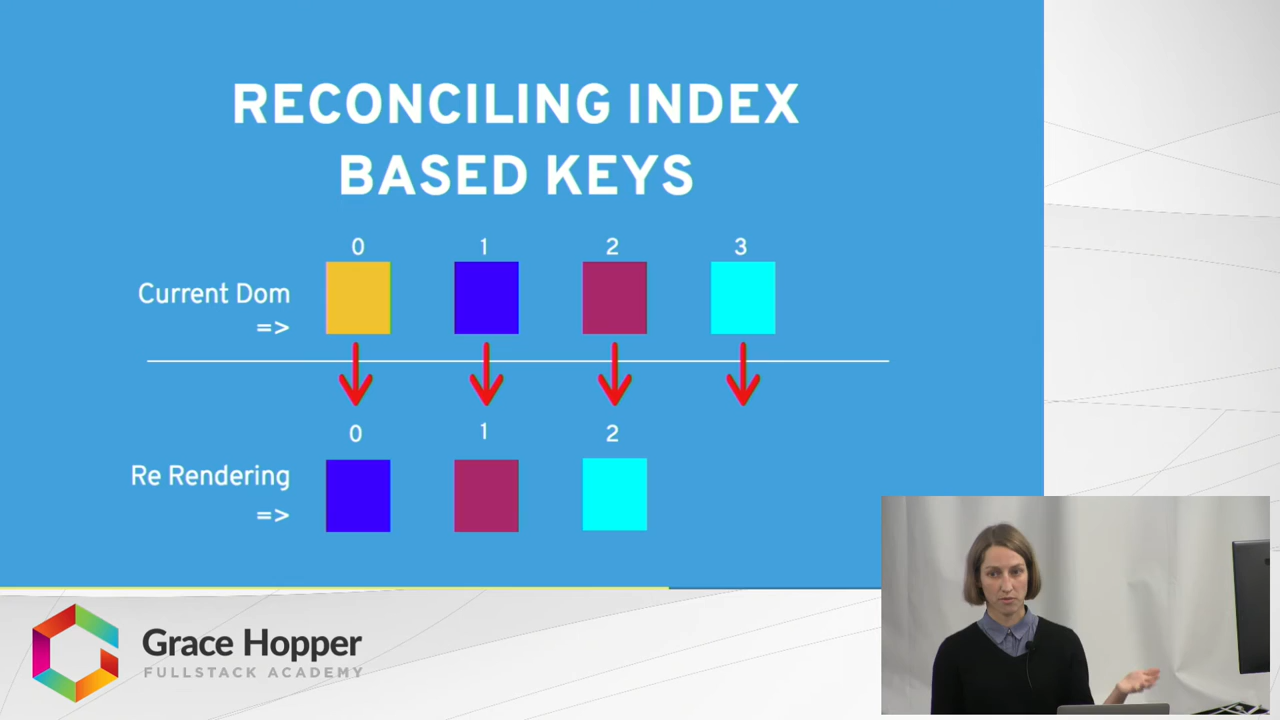 RECONCILING INDEX
BASED KEYS
0 1 2 3
Current Dom
=>
0 1 2
Re Rendering
=>
Grace Hopper
FULLSTACK ACADEMY